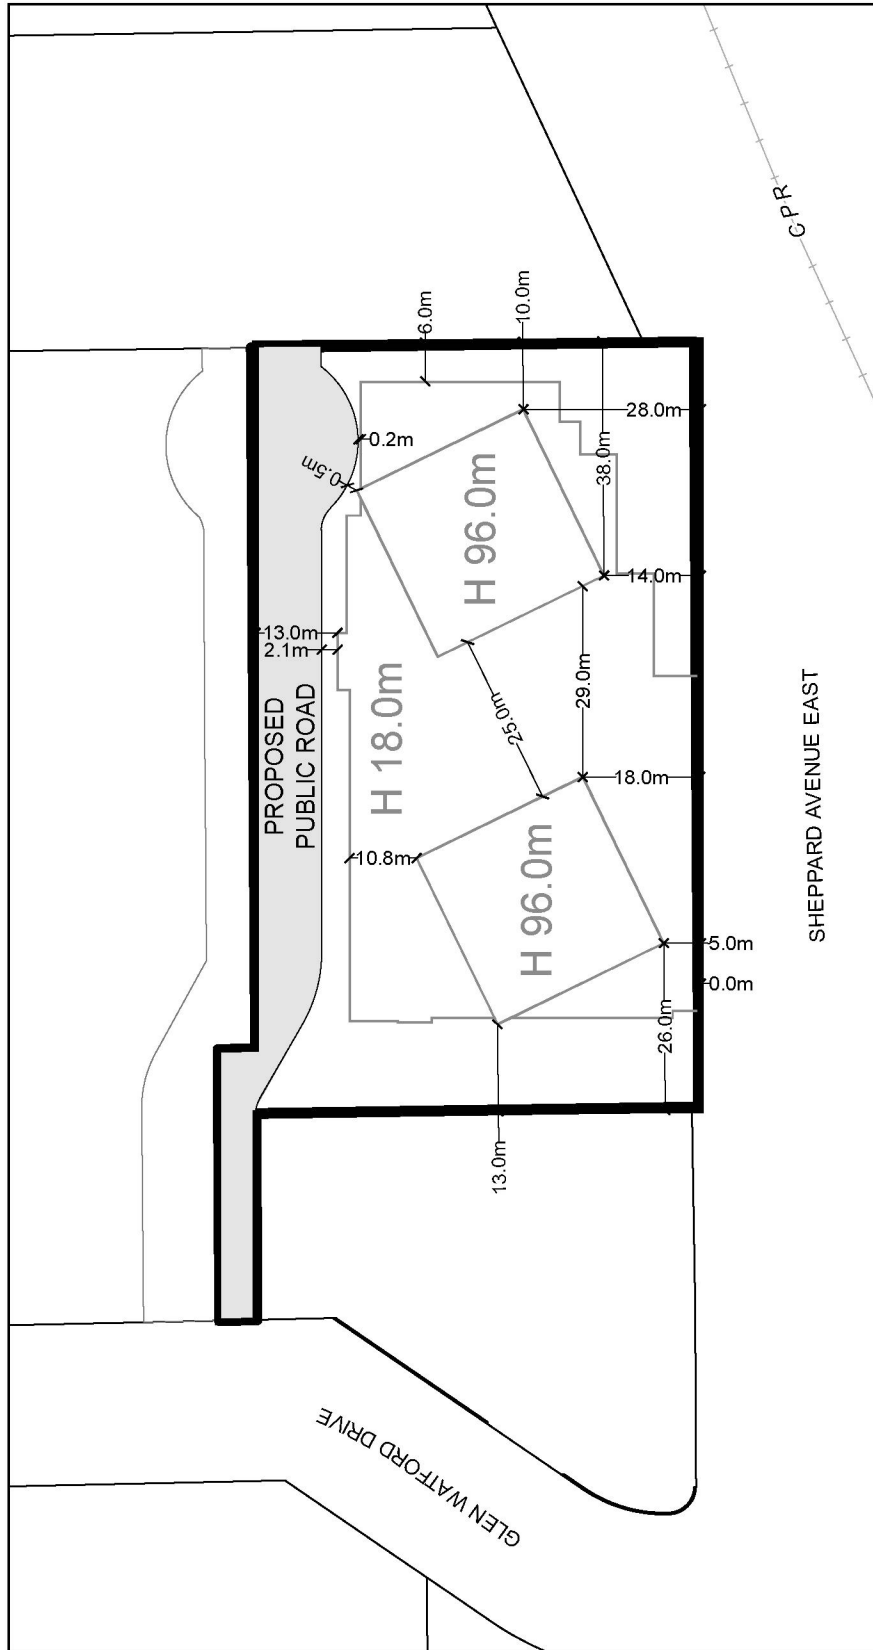 C P R
10.0m
6.0m
28.0m
0.2m
38.0m
0.5m
H 96.0m
14.0m
13.0m
2.1m
29.0m
25.0m
H 18.0m
PROPOSED
PUBLIC ROAD
18.0m
SHEPPARD AVENUE EAST
10.8m
H 96.0m
5.0m
0.0m
26.0m
13.0m
GLEN WATFORD DRIVE